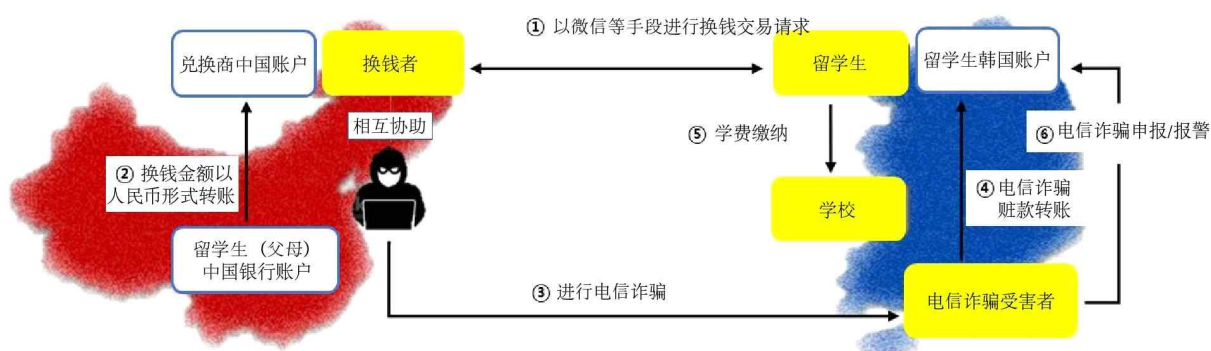 ① 以微信等手段进行换钱交易请求
兑换商中国账户
换钱者
留学生
留学生韩国账户
相互协助
⑤ 学费缴纳
⑥ 电信诈骗申报/报警
② 换钱金额以
人民币形式转账
④ 电信诈骗
赃款转账
学校
留学生（父母）
中国银行账户
③ 进行电信诈骗
电信诈骗受害者